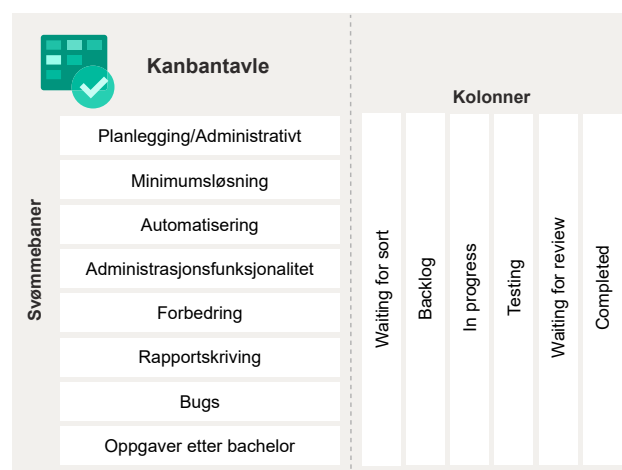 Kanbantavle
Kolonner
Svømmebaner
Planlegging/Administrativt
Minimumsløsning
Automatisering
Administrasjonsfunksjonalitet
Forbedring
Rapportskriving
Bugs
Oppgaver etter bachelor
Waiting for sort
Backlog
In progress
Testing
Waiting for review
Completed